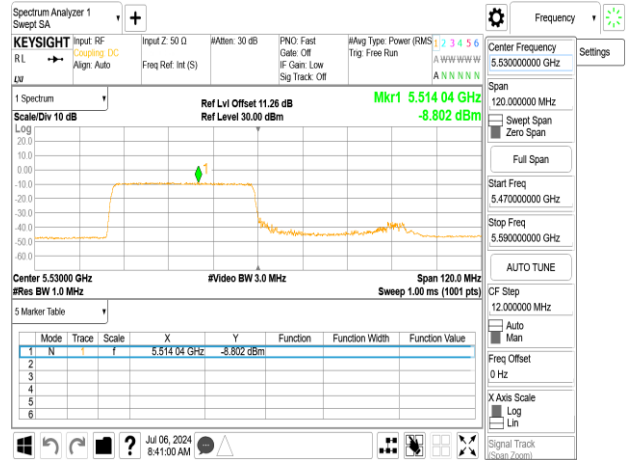 Spectrum Analyzer 1
Swept SA
Frequency
Settings
KEYSIGHT
RL
Input: RF
Coupling: DC
Align: Auto
Input Z: 50 Ω
Freq Ref: Int (S)
#Atten: 30 dB
PNO: Fast
Gate: Off
IF Gain: Low
Sig Track: Off
#Avg Type: Power (RMS
Trig: Free Run
1 2 3 4 5 6
A W W W W W
A N N N N N
1 Spectrum
Scale/Div 10 dB
Ref Lvl Offset 11.26 dB
Ref Level 30.00 dBm
Mkr1 5.514 04 GHz
-8.802 dBm
Log
20.0
10.0
0.00
-10.0
-20.0
-30.0
-40.0
-50.0
-60.0
1
Center 5.53000 GHz
#Res BW 1.0 MHz
#Video BW 3.0 MHz
Span 120.0 MHz
Sweep 1.00 ms (1001 pts)
5 Marker Table
Mode Trace Scale X Y Function Function Width Function Value
1 N 1 f 5.514 04 GHz -8.802 dBm
2
3
4
5
6
Jul 06, 2024
8:41:00 AM
Center Frequency
5.530000000 GHz
Span
120.000000 MHz
Swept Span
Zero Span
Full Span
Start Freq
5.470000000 GHz
Stop Freq
5.590000000 GHz
AUTO TUNE
CF Step
12.000000 MHz
Auto
Man
Freq Offset
0 Hz
X Axis Scale
Log
Lin
Signal Track
(Span Zoom)